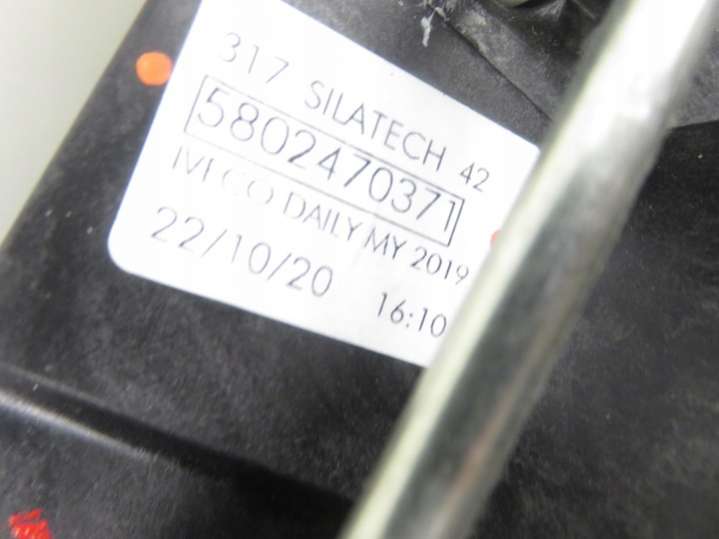 317 SILATECH 42
5802470371
IVECO DAILY MY 2019
22/10/20 16:10